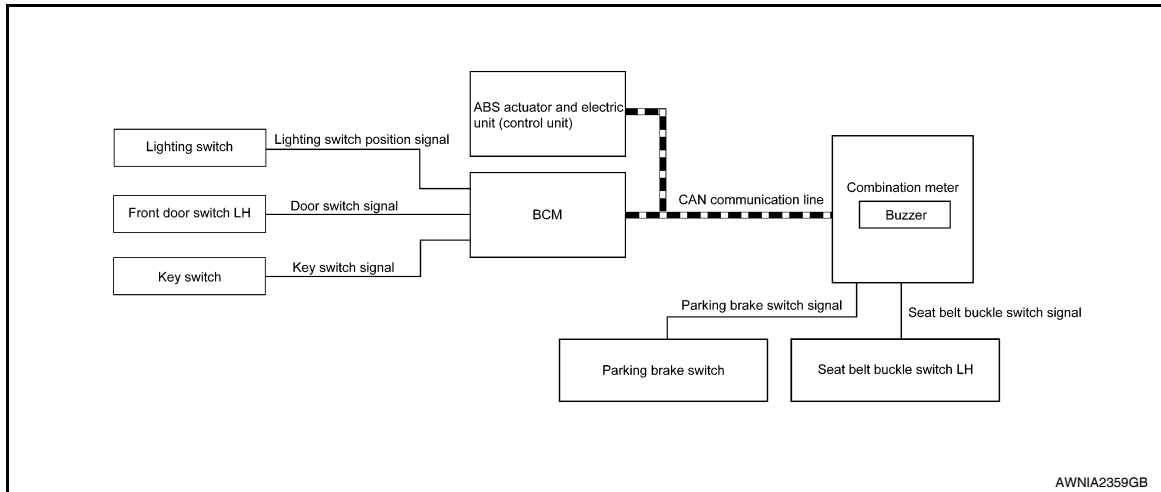 ABS actuator and electric
unit (control unit)
Lighting switch
Lighting switch position signal
Front door switch LH
Door switch signal
BCM
CAN communication line
Combination meter
Buzzer
Key switch
Key switch signal
Parking brake switch signal
Seat belt buckle switch signal
Parking brake switch
Seat belt buckle switch LH
AWNIA2359GB